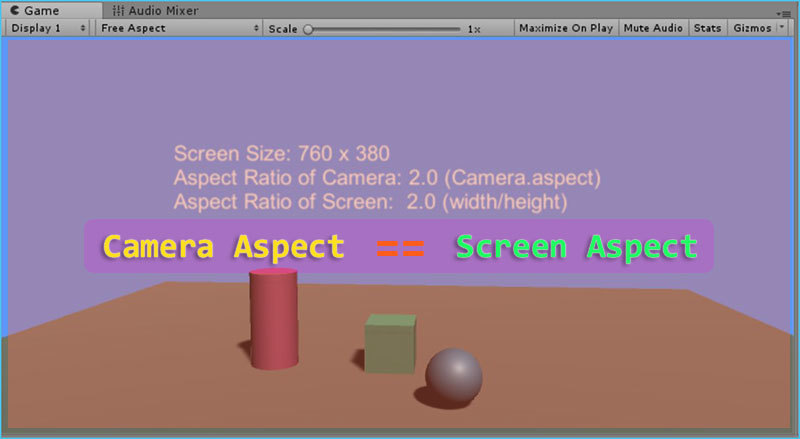 Game Audio Mixer
Display 1 Free Aspect Scale 1x Maximize On Play Mute Audio Stats Gizmos
Screen Size: 760 x 380
Aspect Ratio of Camera: 2.0 (Camera.aspect)
Aspect Ratio of Screen:  2.0 (width/height)
Camera Aspect == Screen Aspect